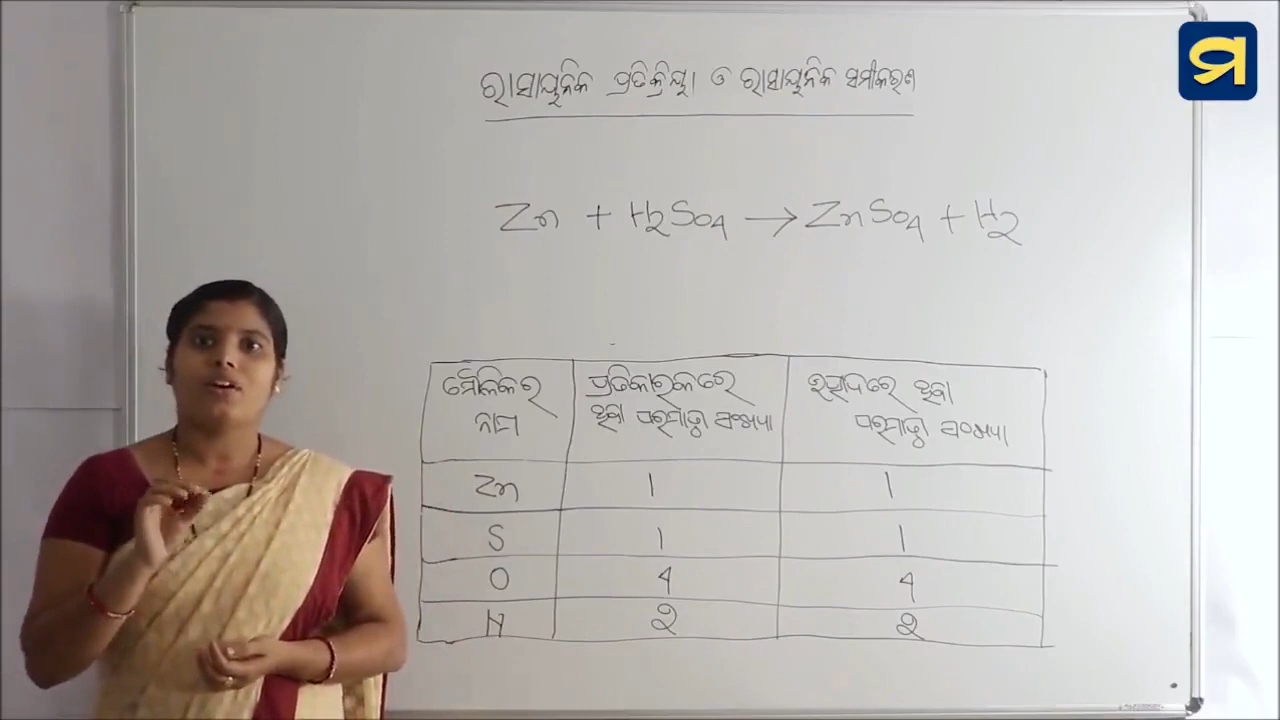 ମ
ରାସାୟନିକ ପ୍ରତିକ୍ରିୟା ଓ ରାସାୟନିକ ସମୀକରଣ
Zn + H2SO4 → ZnSO4 + H2
ମୌଳିକର ନାମ | ପ୍ରତିକାରକରେ ଥିବା ପରମାଣୁ ସଂଖ୍ୟା | ଉତ୍ପାଦରେ ଥିବା ପରମାଣୁ ସଂଖ୍ୟା
Zn 1 1
S 1 1
O 4 4
H 2 2